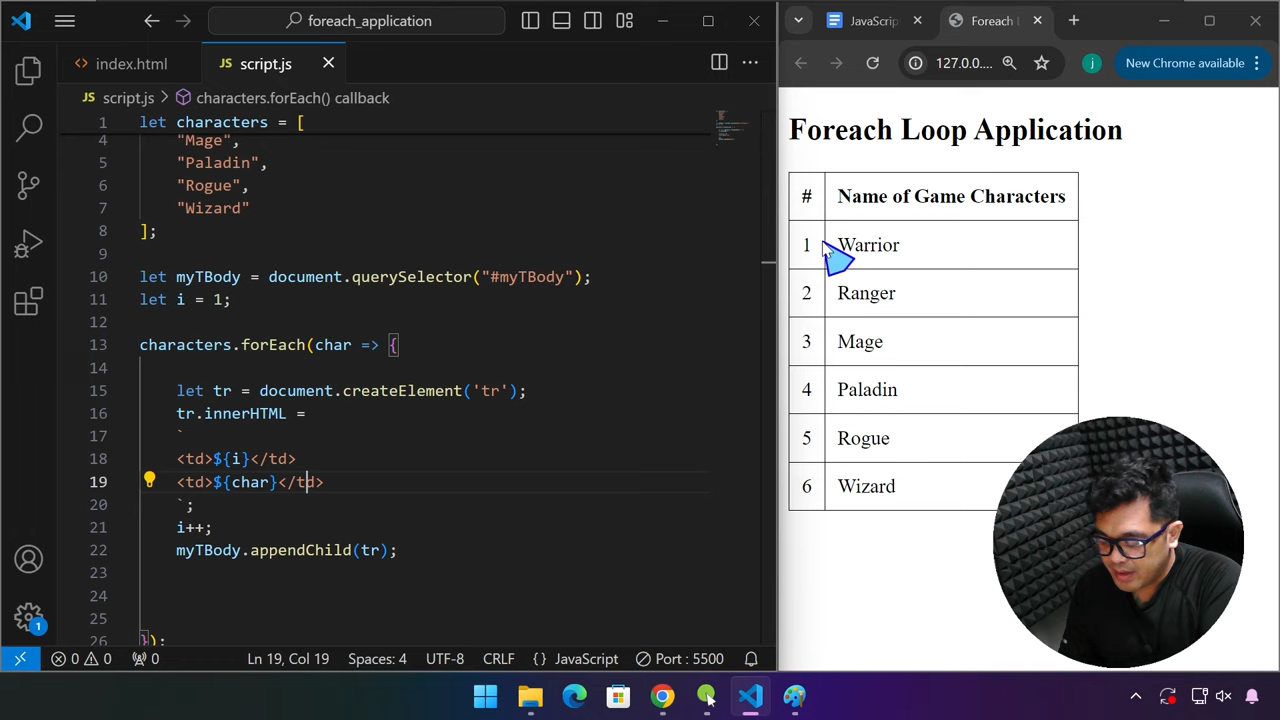 foreach_application
index.html
script.js
script.js > characters.forEach() callback
1 let characters = [
4 "Mage",
5 "Paladin",
6 "Rogue",
7 "Wizard"
8 ];
9
10 let myTBody = document.querySelector("#myTBody");
11 let i = 1;
12
13 characters.forEach(char => {
14
15 let tr = document.createElement('tr');
16 tr.innerHTML =
17 `
18 <td>${i}</td>
19 <td>${char}</td>
20 `;
21 i++;
22 myTBody.appendChild(tr);
23
24
25
26 });
0 0 0 Ln 19, Col 19 Spaces: 4 UTF-8 CRLF {} JavaScript Port : 5500
1
JavaScrip
Foreach L
127.0.0....
j
New Chrome available
Foreach Loop Application
# Name of Game Characters
1 Warrior
2 Ranger
3 Mage
4 Paladin
5 Rogue
6 Wizard